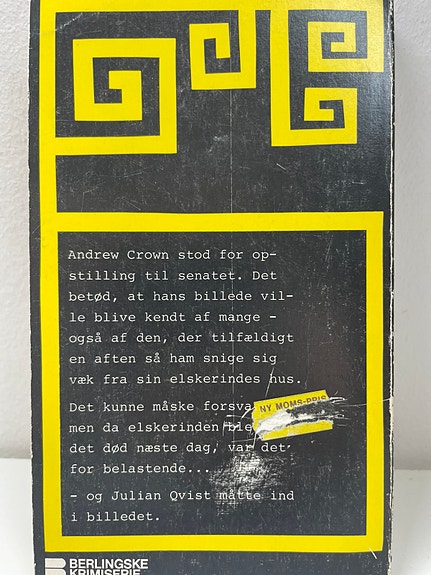 Andrew Crown stod for op-
stilling til senatet. Det
betød, at hans billede vil-
le blive kendt af mange -
også af den, der tilfældigt
en aften så ham snige sig
væk fra sin elskerindes hus.
Det kunne måske
NY MOMS-PRIS
men da elskerinden
det død næste dag, var det
for belastende...
- og Julian Qvist måtte ind
i billedet.
BERLINGSKE
KRIMISERIE